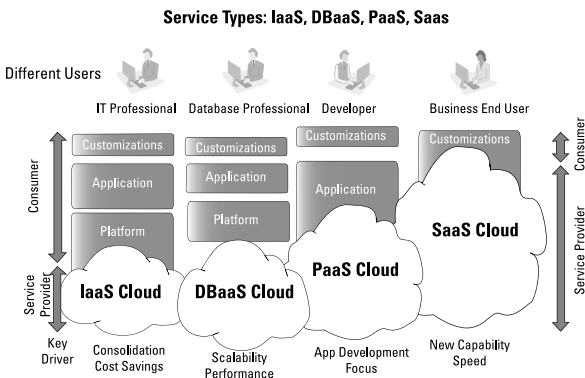 Service Types: IaaS, DBaaS, PaaS, Saas
Different Users
IT Professional
Database Professional
Developer
Business End User
Consumer
Customizations
Customizations
Customizations
Customizations
Consumer
Application
Application
Application
Platform
Platform
Service Provider
Service
Provider
IaaS Cloud
DBaaS Cloud
PaaS Cloud
SaaS Cloud
Key
Driver
Consolidation
Cost Savings
Scalability
Performance
App Development
Focus
New Capability
Speed